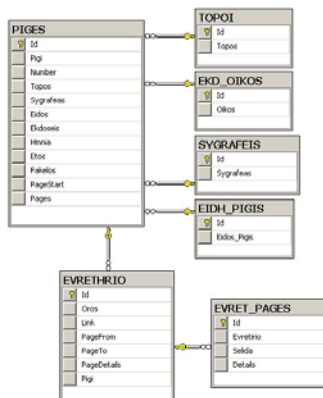 PIGES
Id
Pigi
Number
Topos
Sygrafeas
Eidos
Ekdoseis
Hmnia
Etos
Fakelos
PageStart
Pages
TOPOI
Id
Topos
EKD_OIKOS
Id
Oikos
SYGRAFEIS
Id
Sygrafeas
EIDH_PIGIS
Id
Eidos_Pigis
EVRETHRIO
Id
Oros
Link
PageFrom
PageTo
PageDetails
Pigi
EVRET_PAGES
Id
Evretirio
Selida
Details